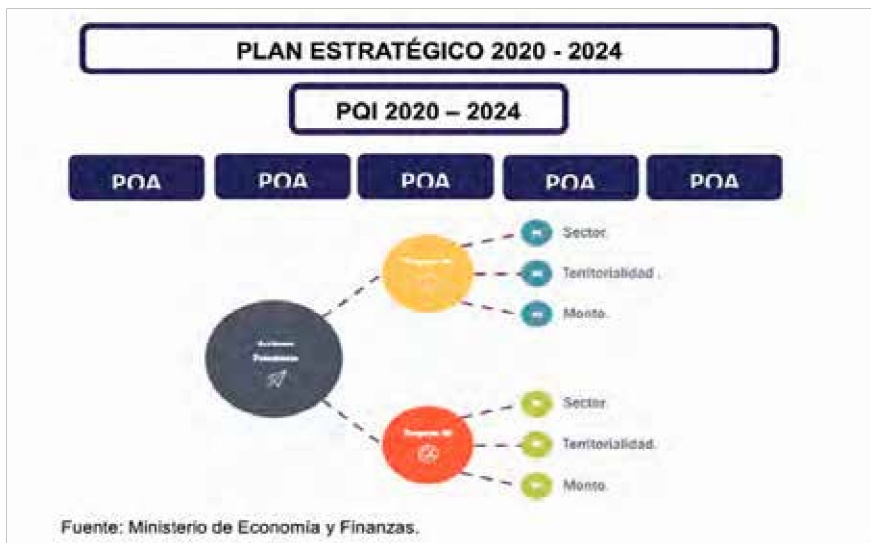 PLAN ESTRATÉGICO 2020 - 2024
PQI 2020 – 2024
POA POA POA POA POA
Sector.
Territorialidad.
Monto.
Sector.
Territorialidad.
Monto.
Fuente: Ministerio de Economía y Finanzas.